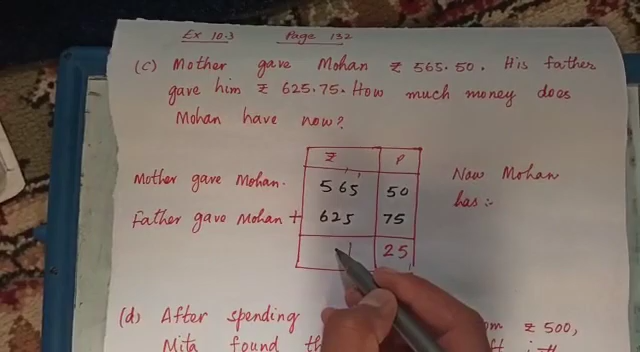 Ex 10.3 Page 132
(c) Mother gave Mohan ₹ 565.50. His father
gave him ₹ 625.75. How much money does
Mohan have now?
₹ P
Mother gave Mohan. 565 50 Now Mohan
Father gave Mohan + 625 75 has:-
1 25
(d) After spending ₹ 500,
Mita found